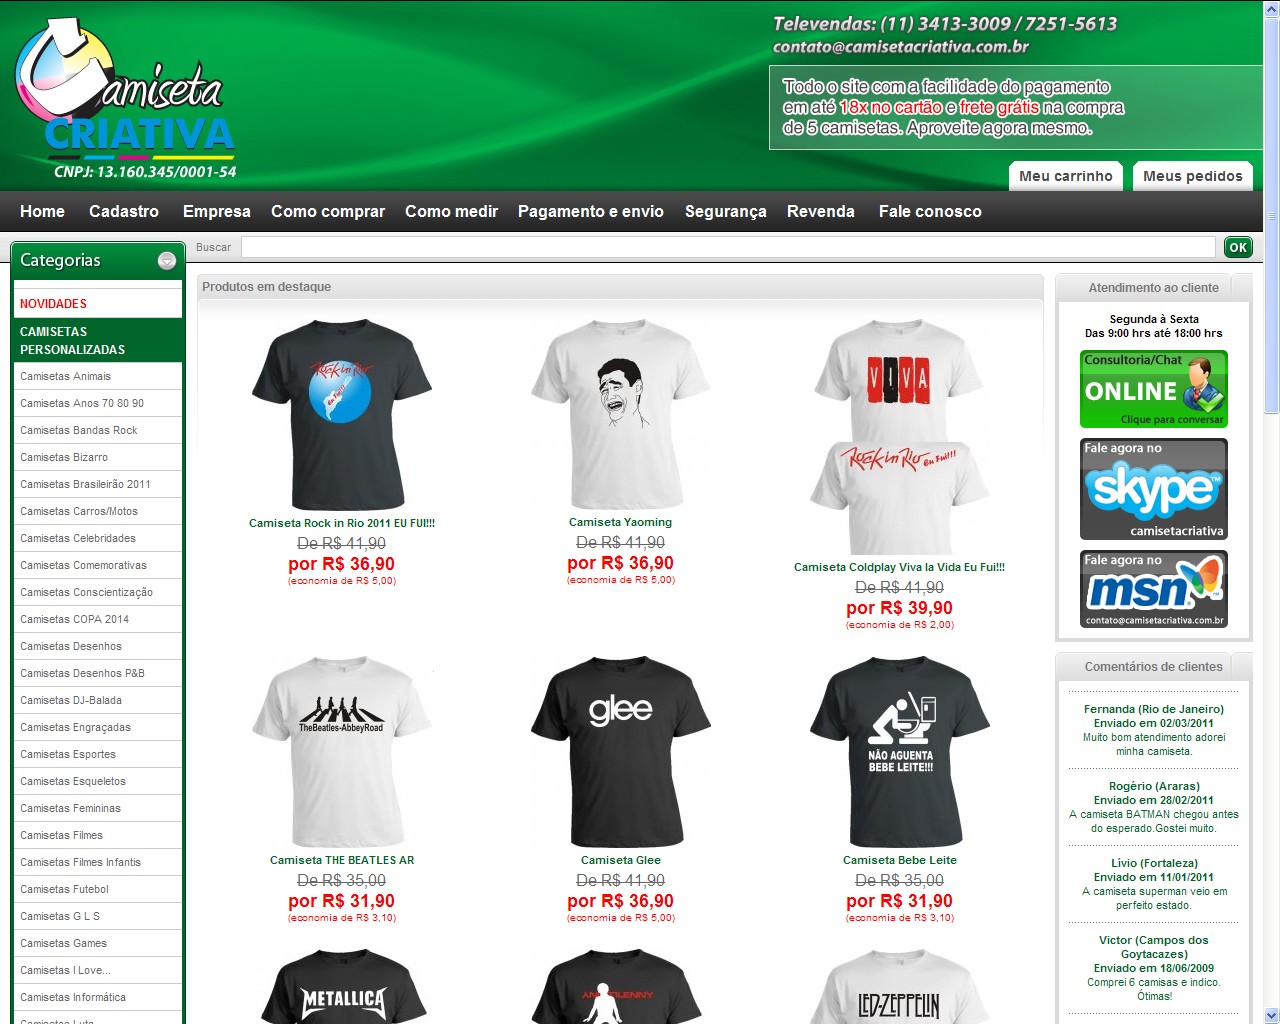 Camiseta
CRIATIVA
CNPJ: 13.160.345/0001-54
Televendas: (11) 3413-3009 / 7251-5613
contato@camisetacriativa.com.br
Todo o site com a facilidade do pagamento
em até 18x no cartão e frete grátis na compra
de 5 camisetas. Aproveite agora mesmo.
Meu carrinho
Meus pedidos
Home Cadastro Empresa Como comprar Como medir Pagamento e envio Segurança Revenda Fale conosco
Buscar
OK
Categorias
NOVIDADES
CAMISETAS
PERSONALIZADAS
Camisetas Animais
Camisetas Anos 70 80 90
Camisetas Bandas Rock
Camisetas Bizarro
Camisetas Brasileirão 2011
Camisetas Carros/Motos
Camisetas Celebridades
Camisetas Comemorativas
Camisetas Conscientização
Camisetas COPA 2014
Camisetas Desenhos
Camisetas Desenhos P&B
Camisetas DJ-Balada
Camisetas Engraçadas
Camisetas Esportes
Camisetas Esqueletos
Camisetas Femininas
Camisetas Filmes
Camisetas Filmes Infantis
Camisetas Futebol
Camisetas G L S
Camisetas Games
Camisetas I Love...
Camisetas Informática
Camisetas Luta
Produtos em destaque
Rock in Rio
eu Fui!!!
Camiseta Rock in Rio 2011 EU FUI!!!
De R$ 41,90
por R$ 36,90
(economia de R$ 5,00)
Camiseta Yaoming
De R$ 41,90
por R$ 36,90
(economia de R$ 5,00)
VIVA
Rock in Rio eu Fui!!!
Camiseta Coldplay Viva la Vida Eu Fui!!!
De R$ 41,90
por R$ 39,90
(economia de R$ 2,00)
TheBeatles-AbbeyRoad
Camiseta THE BEATLES AR
De R$ 35,00
por R$ 31,90
(economia de R$ 3,10)
glee
Camiseta Glee
De R$ 41,90
por R$ 36,90
(economia de R$ 5,00)
NÃO AGUENTA
BEBE LEITE!!!
Camiseta Bebe Leite
De R$ 35,00
por R$ 31,90
(economia de R$ 3,10)
METALLICA
LED-ZEPPELIN
Atendimento ao cliente
Segunda à Sexta
Das 9:00 hrs até 18:00 hrs
Consultoria/Chat
ONLINE
Clique para conversar
Fale agora no
skype
camisetacriativa
Fale agora no
msn
contato@camisetacriativa.com.br
Comentários de clientes
Fernanda (Rio de Janeiro)
Enviado em 02/03/2011
Muito bom atendimento adorei
minha camiseta.
Rogério (Araras)
Enviado em 28/02/2011
A camiseta BATMAN chegou antes
do esperado.Gostei muito.
Lívio (Fortaleza)
Enviado em 11/01/2011
A camiseta superman veio em
perfeito estado.
Victor (Campos dos
Goytacazes)
Enviado em 18/06/2009
Comprei 6 camisas e indico.
Ótimas!